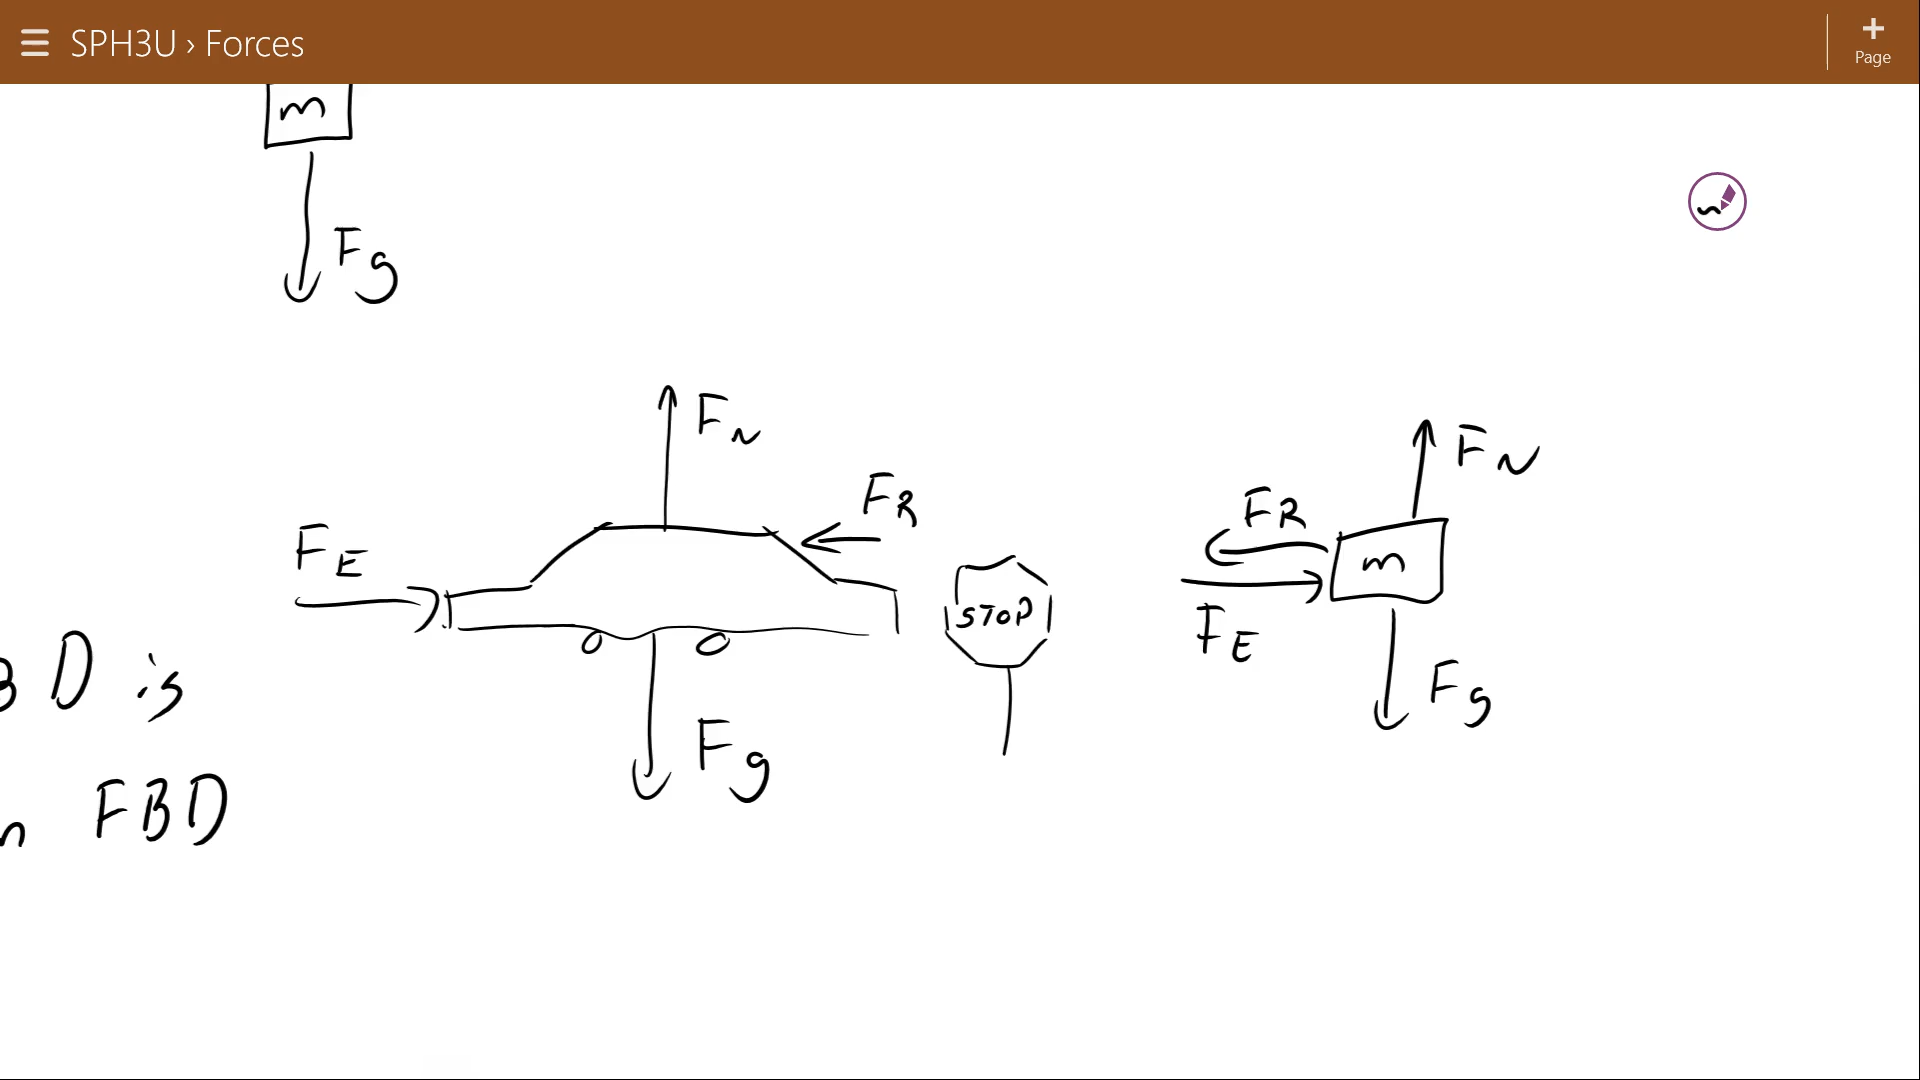 SPH3U › Forces
+
Page
m
Fg
FN
FR
FE
STOP
Fg
FN
FR
m
FE
Fg
D is
FBD